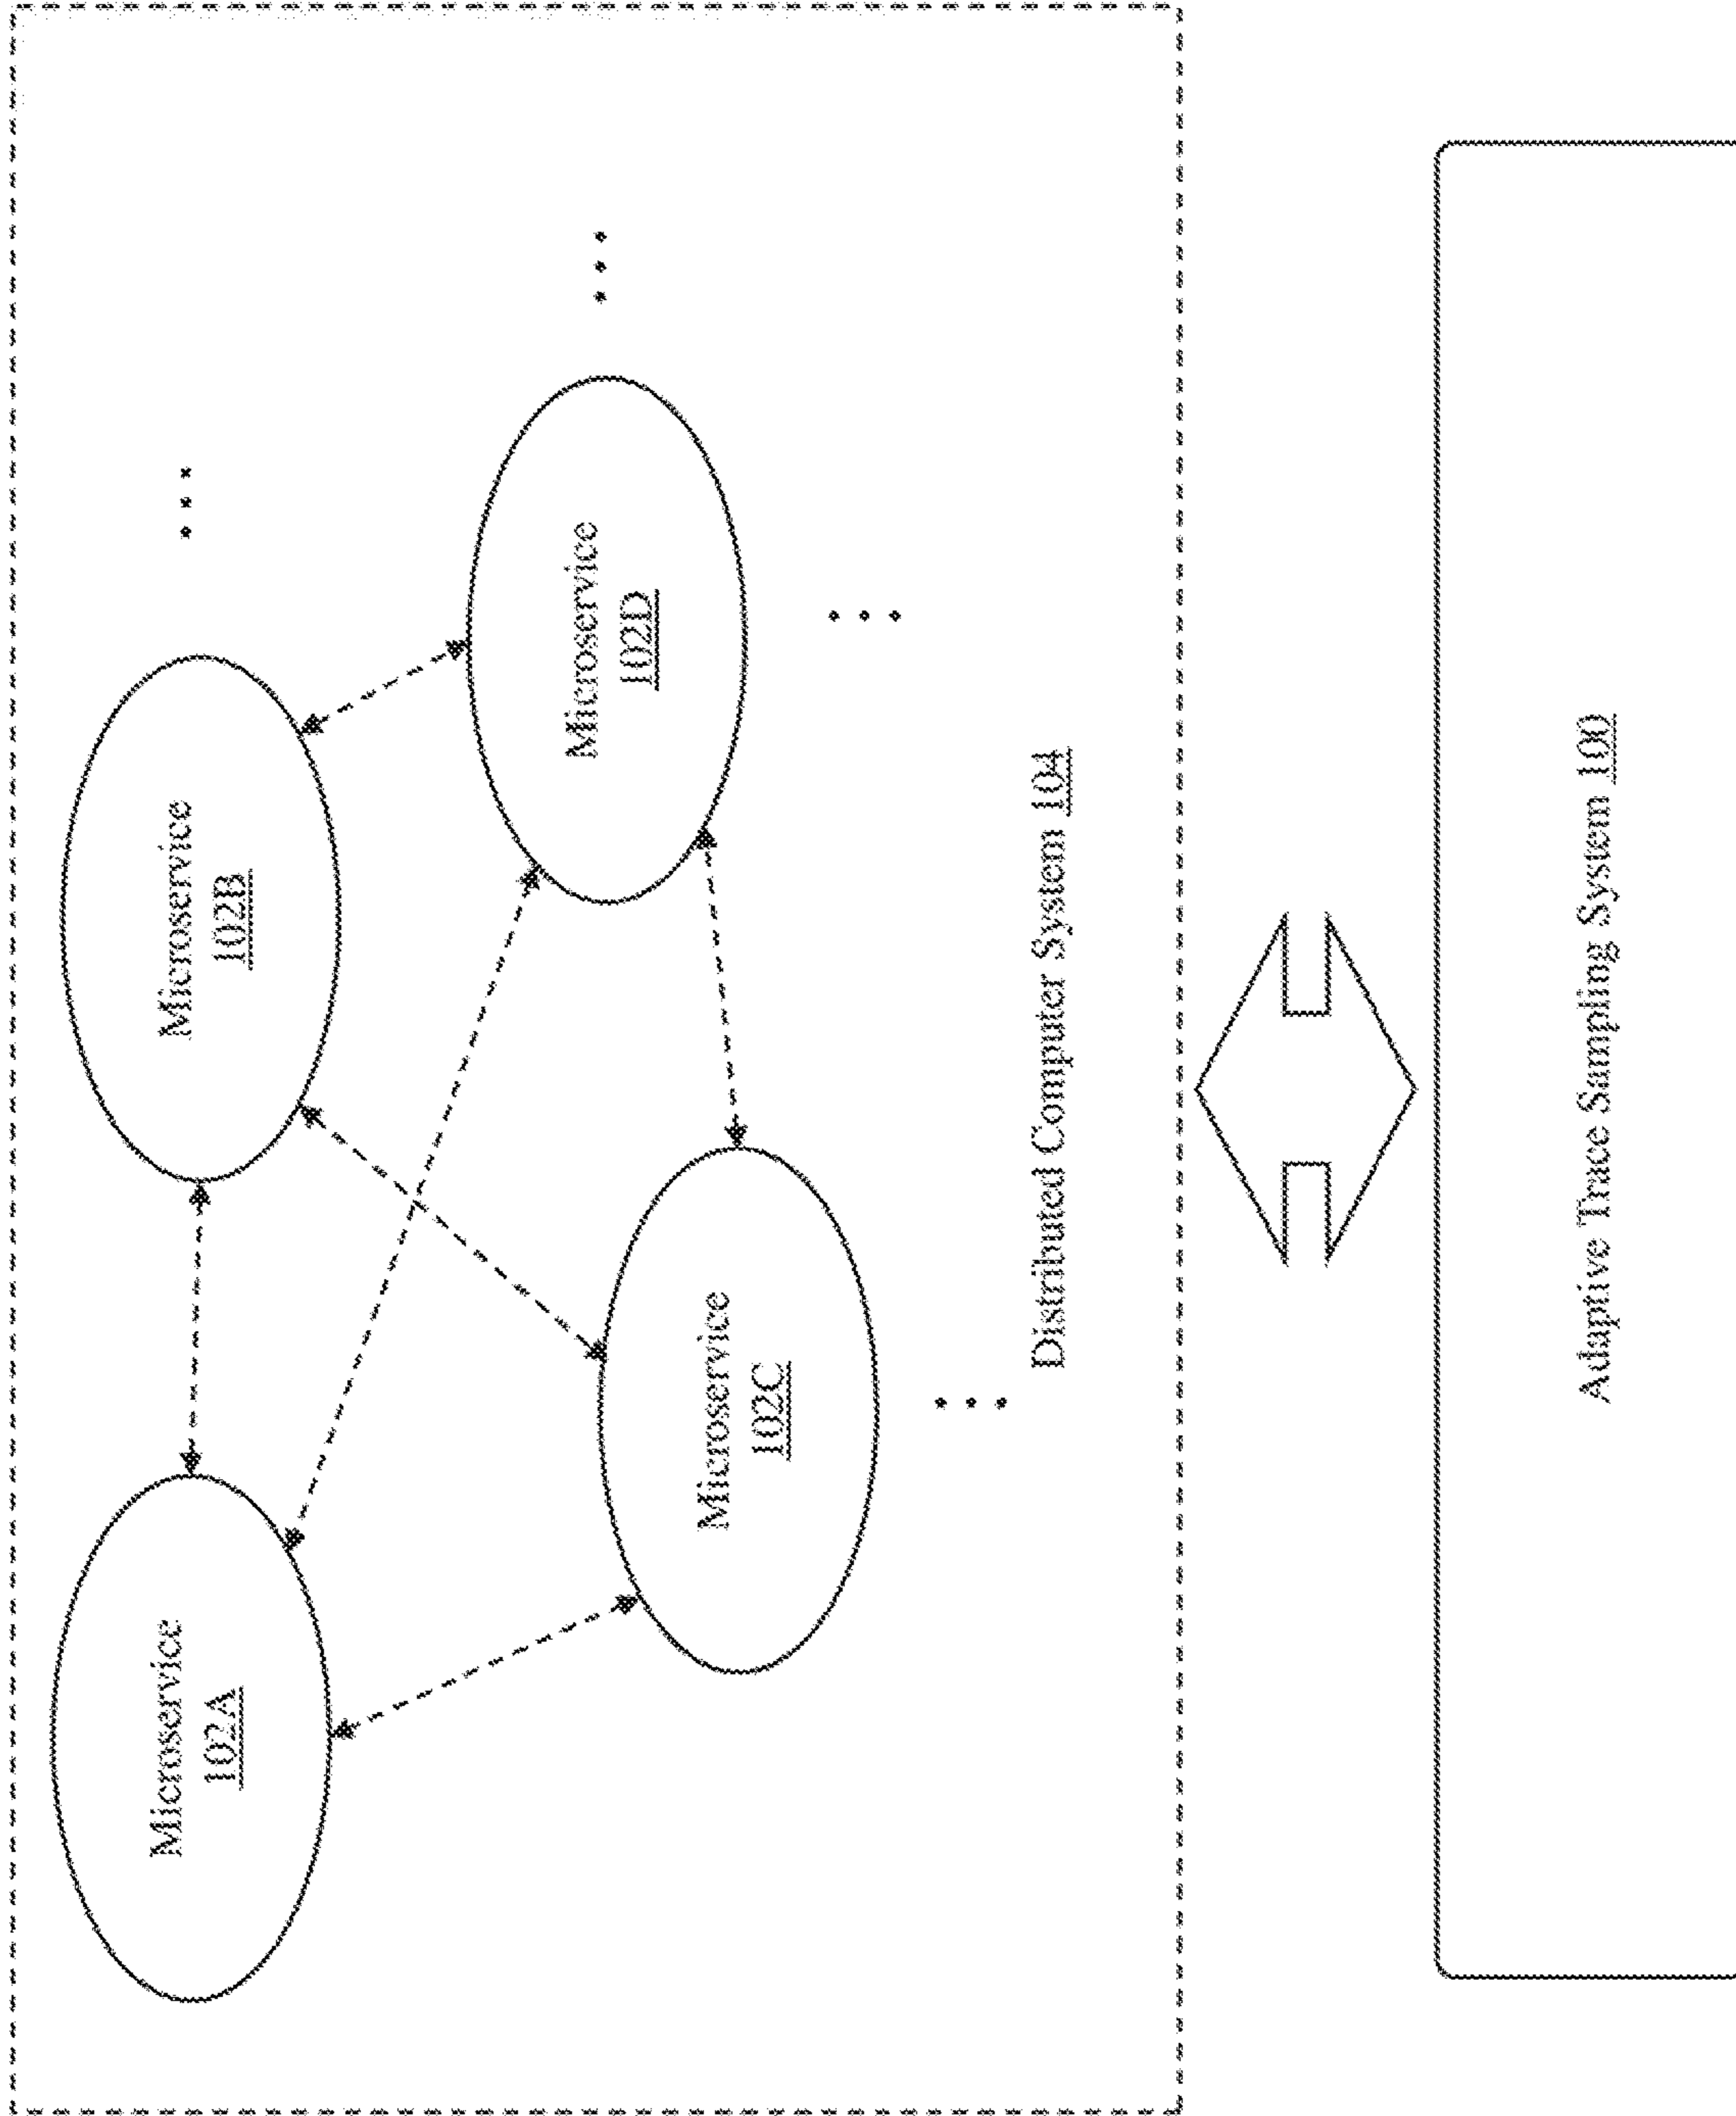 Microservice
102A
Microservice
102B
Microservice
102C
Microservice
102D
Distributed Computer System 104
Adaptive Trace Sampling System 100